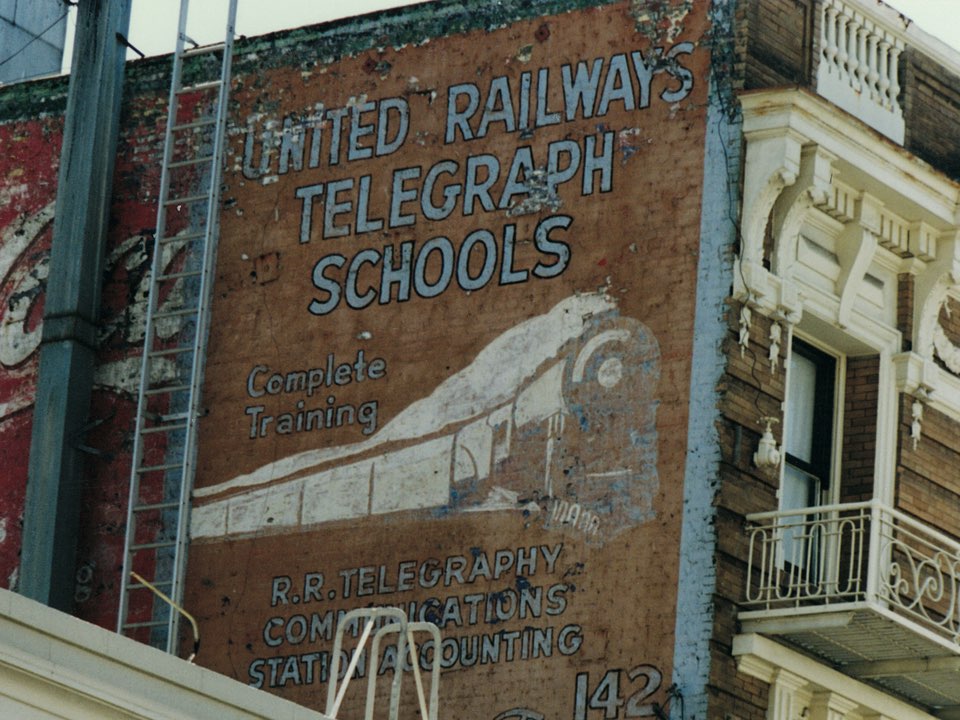 UNITED RAILWAYS
TELEGRAPH
SCHOOLS
Complete
Training
R.R. TELEGRAPHY
COMMUNICATIONS
STATION ACCOUNTING
142